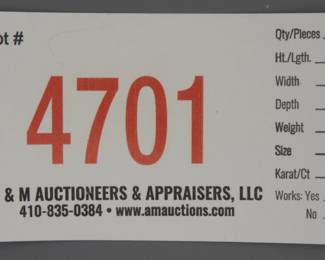 ot #
4701
& M AUCTIONEERS & APPRAISERS, LLC
410-835-0384 • www.amauctions.com
Qty/Pieces
Ht./Lgth.
Width
Depth
Weight
Size
Karat/Ct
Works: Yes
No